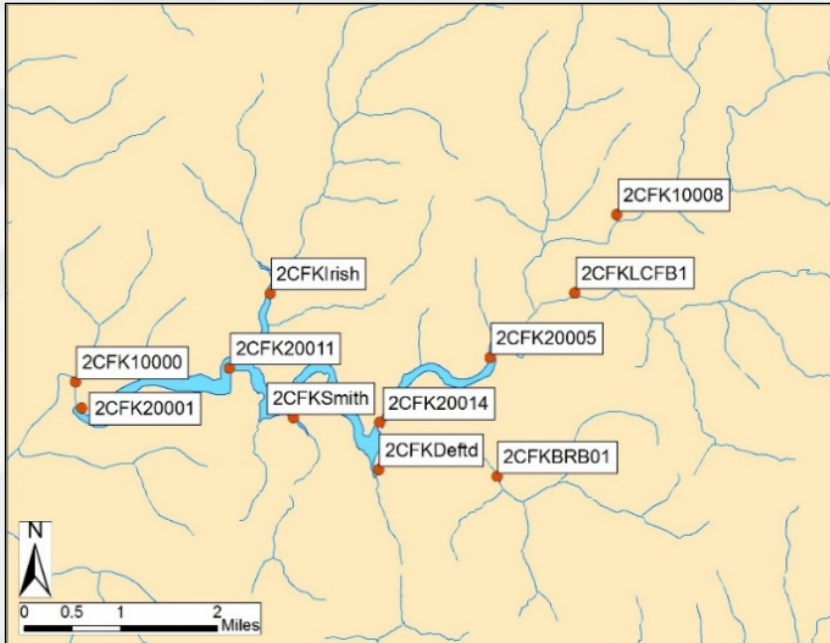 2CFK10008
2CFKIrish
2CFKLCFB1
2CFK20011
2CFK20005
2CFK10000
2CFK20001
2CFKSmith
2CFK20014
2CFKDeftd
2CFKBRB01
N
0 0.5 1 2
Miles